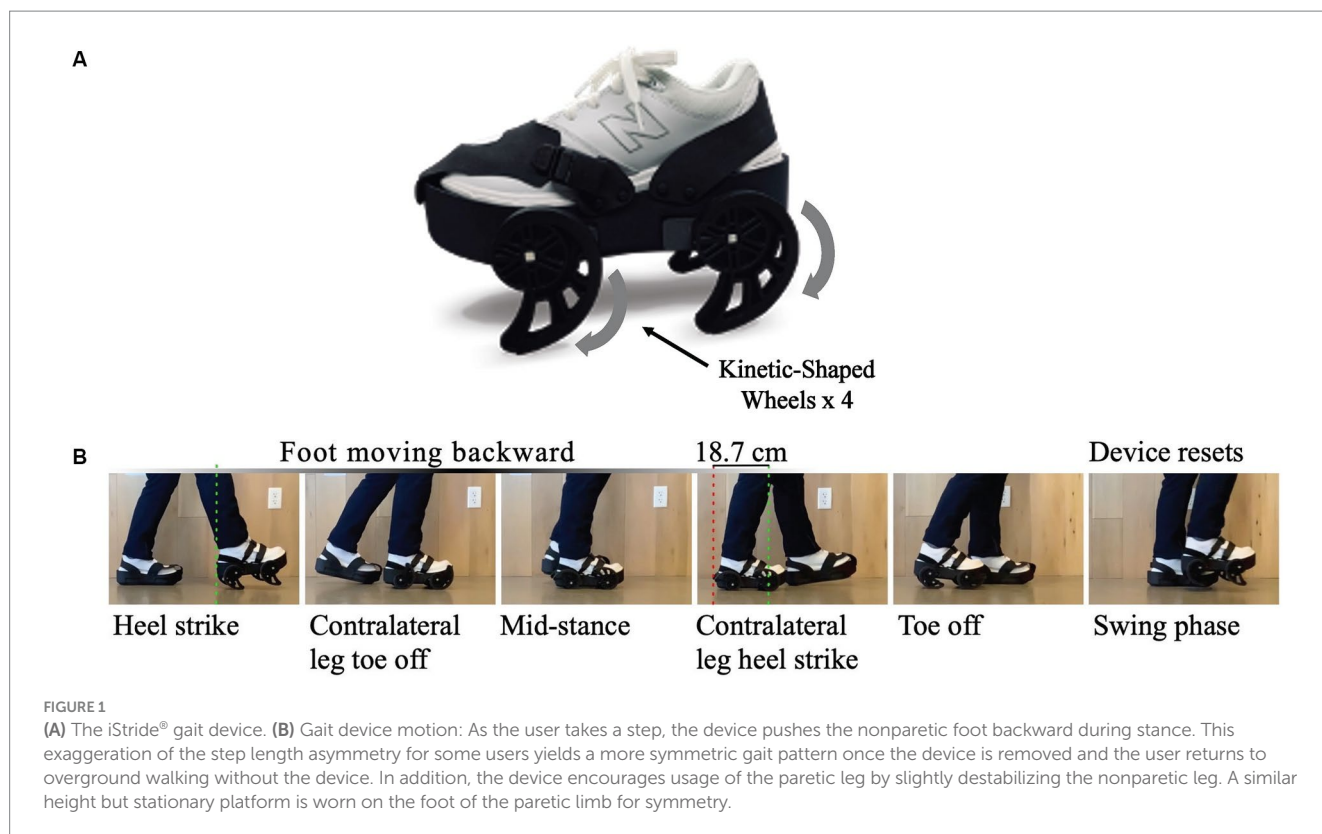 A
N
Kinetic-Shaped
Wheels x 4
B
Foot moving backward
18.7 cm
Device resets
Heel strike
Contralateral
leg toe off
Mid-stance
Contralateral
leg heel strike
Toe off
Swing phase
FIGURE 1
(A) The iStride® gait device. (B) Gait device motion: As the user takes a step, the device pushes the nonparetic foot backward during stance. This
exaggeration of the step length asymmetry for some users yields a more symmetric gait pattern once the device is removed and the user returns to
overground walking without the device. In addition, the device encourages usage of the paretic leg by slightly destabilizing the nonparetic leg. A similar
height but stationary platform is worn on the foot of the paretic limb for symmetry.